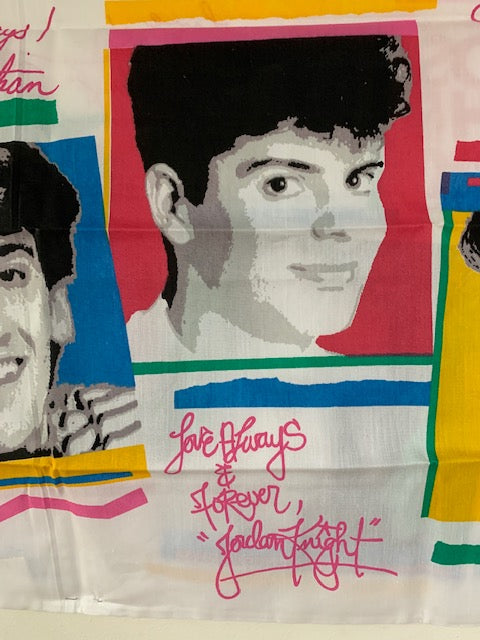 Love Always
&
Forever,
"Jordan Knight"